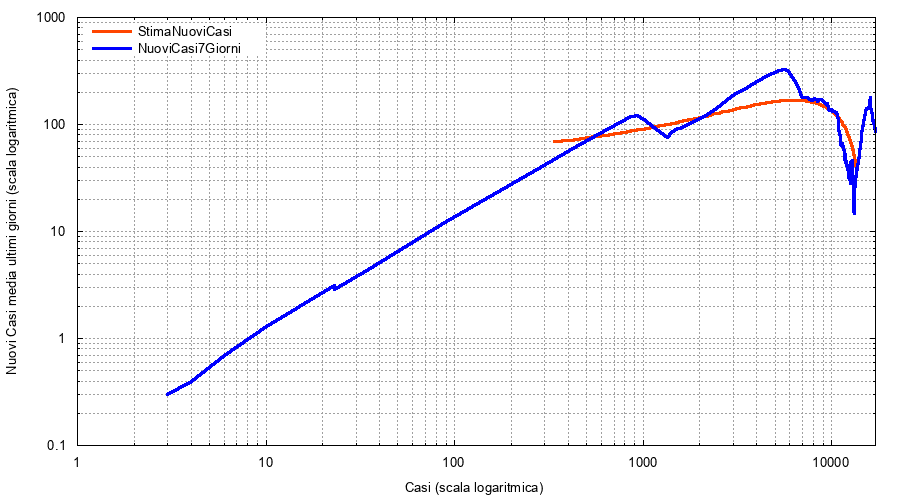 1000
StimaNuoviCasi
NuoviCasi7Giorni
100
10
1
0.1
Nuovi Casi media ultimi giorni (scala logaritmica)
1 10 100 1000 10000
Casi (scala logaritmica)